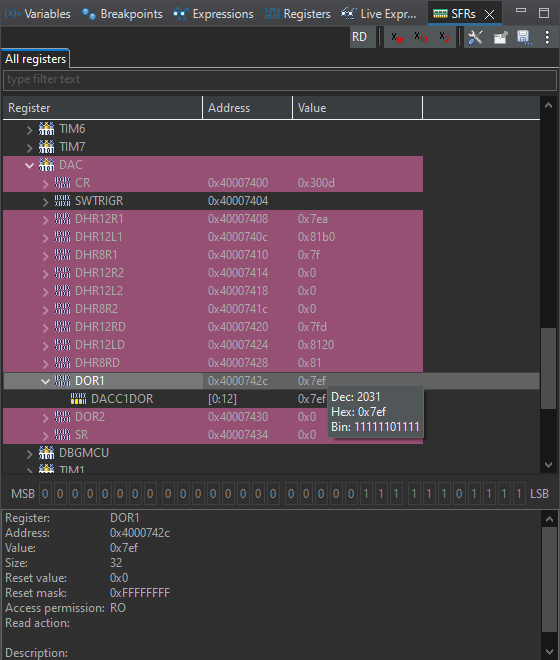 (x)= Variables Breakpoints Expressions Registers Live Expr... SFRs
RD X16 X10 X2
All registers
type filter text
Register Address Value
TIM6
TIM7
DAC
CR 0x40007400 0x300d
SWTRIGR 0x40007404
DHR12R1 0x40007408 0x7ea
DHR12L1 0x4000740c 0x81b0
DHR8R1 0x40007410 0x7f
DHR12R2 0x40007414 0x0
DHR12L2 0x40007418 0x0
DHR8R2 0x4000741c 0x0
DHR12RD 0x40007420 0x7fd
DHR12LD 0x40007424 0x8120
DHR8RD 0x40007428 0x81
DOR1 0x4000742c 0x7ef
DACC1DOR [0:12] 0x7ef
DOR2 0x40007430 0x0
SR 0x40007434 0x0
DBGMCU
TIM1
Dec: 2031
Hex: 0x7ef
Bin: 11111101111
MSB 0 0 0 0 0 0 0 0 0 0 0 0 0 0 0 0 0 0 0 0 0 1 1 1 1 1 1 0 1 1 1 1 LSB
Register: DOR1
Address: 0x4000742c
Value: 0x7ef
Size: 32
Reset value: 0x0
Reset mask: 0xFFFFFFFF
Access permission: RO
Read action:
Description: